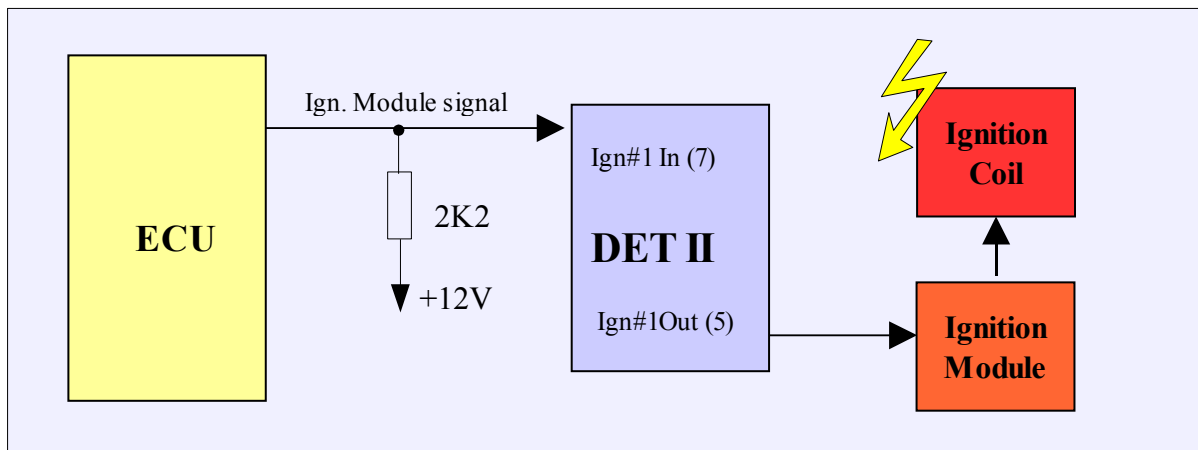 Ign. Module signal
ECU
2K2
+12V
Ign#1 In (7)
DET II
Ign#1Out (5)
Ignition
Coil
Ignition
Module